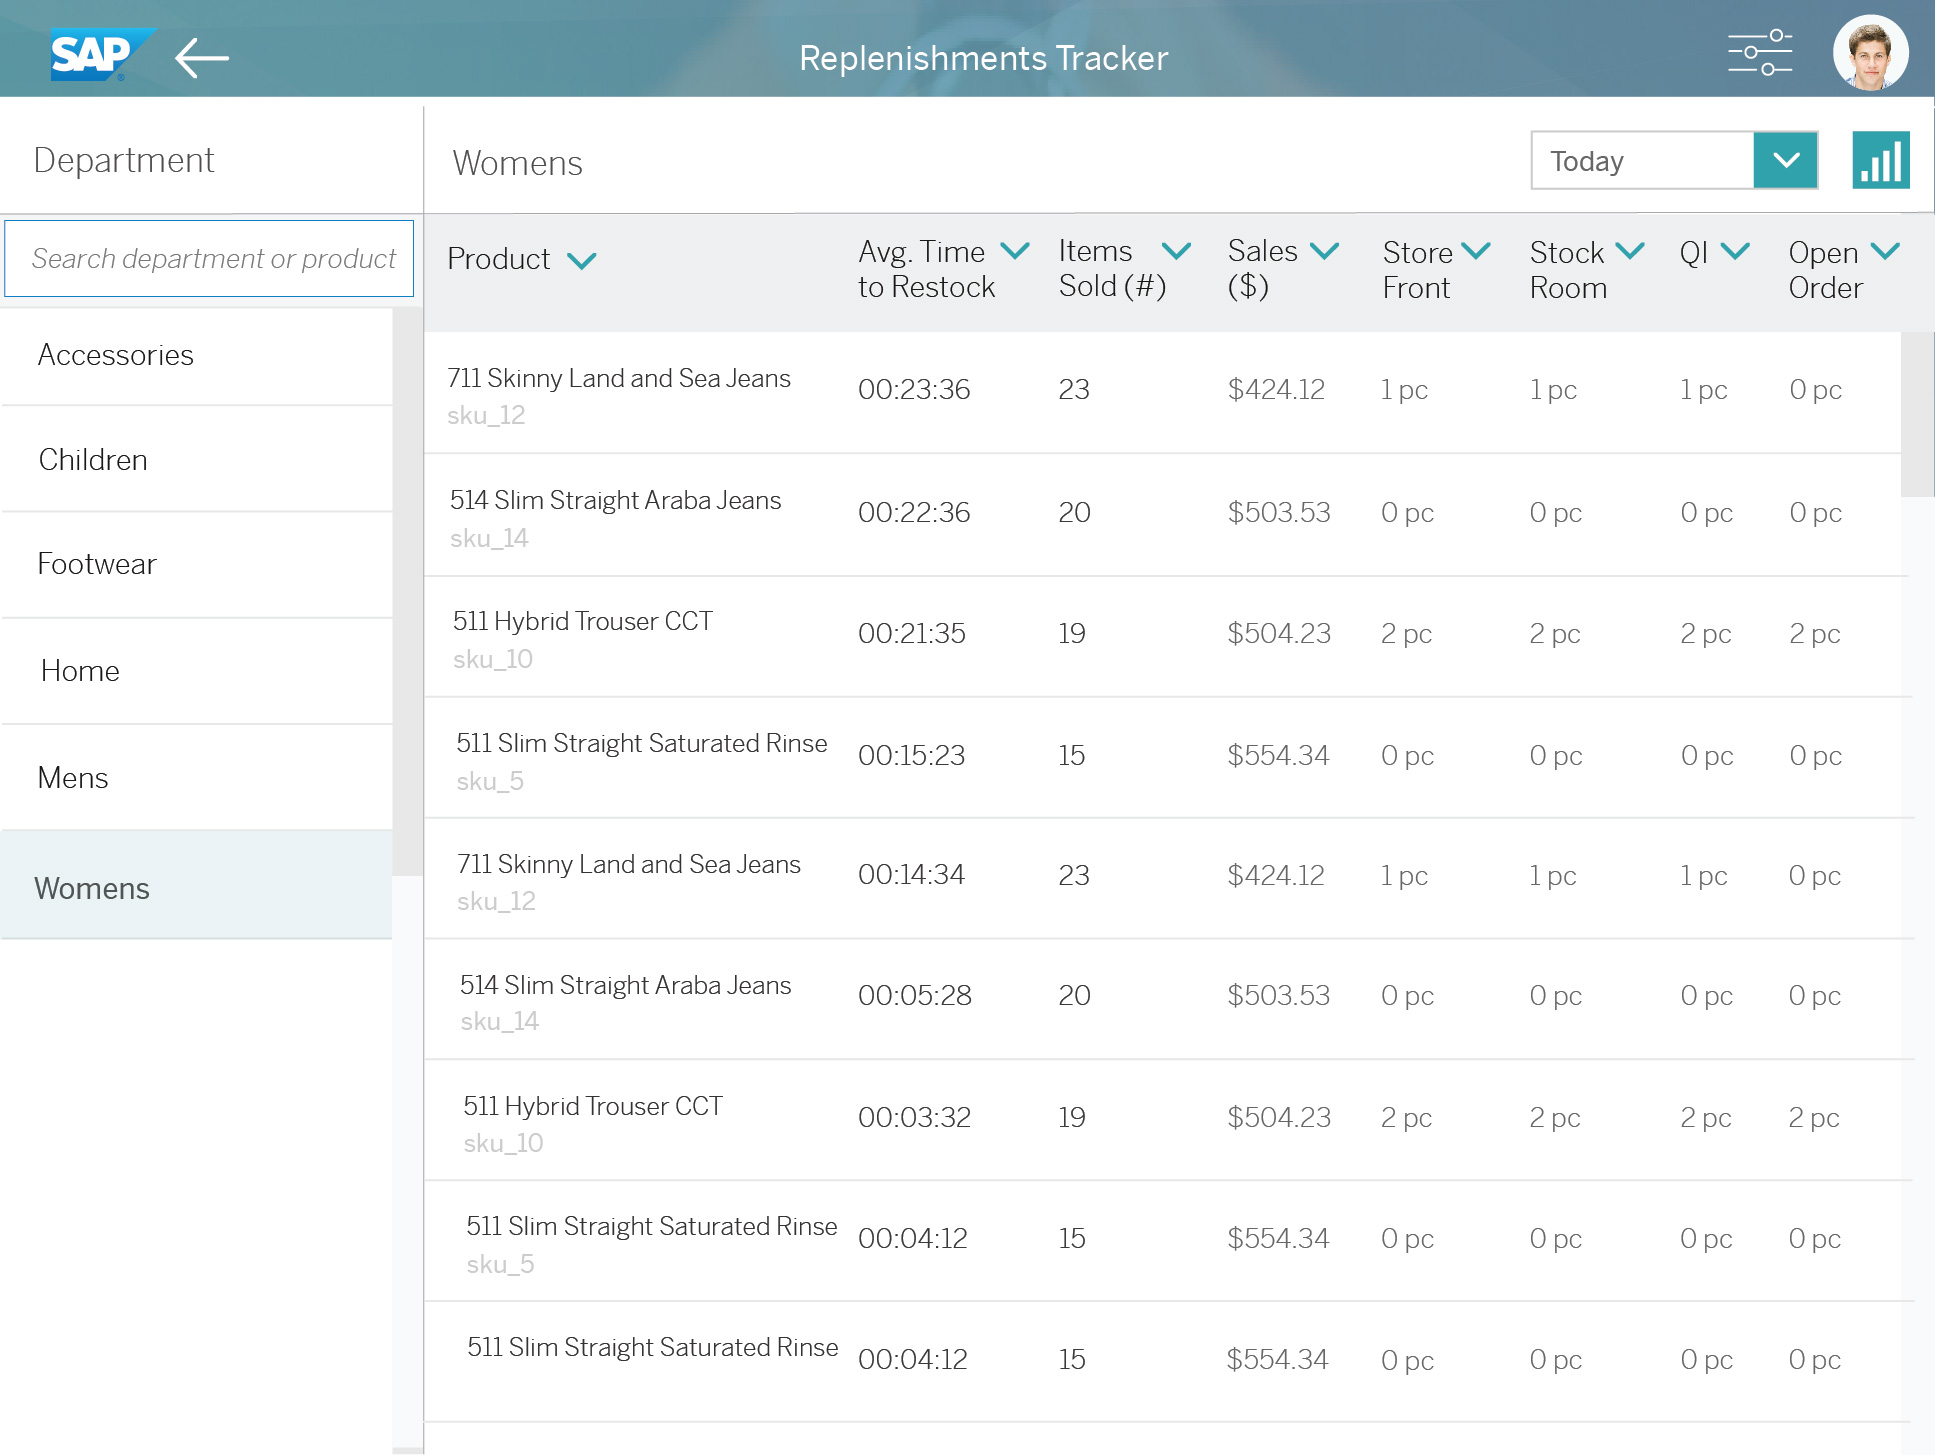 SAP
Replenishments Tracker
Department
Womens
Today
Search department or product
Product
Avg. Time
to Restock
Items
Sold (#)
Sales
($)
Store
Front
Stock
Room
QI
Open
Order
Accessories
Children
Footwear
Home
Mens
Womens
711 Skinny Land and Sea Jeans
sku_12
00:23:36 23 $424.12 1 pc 1 pc 1 pc 0 pc
514 Slim Straight Araba Jeans
sku_14
00:22:36 20 $503.53 0 pc 0 pc 0 pc 0 pc
511 Hybrid Trouser CCT
sku_10
00:21:35 19 $504.23 2 pc 2 pc 2 pc 2 pc
511 Slim Straight Saturated Rinse
sku_5
00:15:23 15 $554.34 0 pc 0 pc 0 pc 0 pc
711 Skinny Land and Sea Jeans
sku_12
00:14:34 23 $424.12 1 pc 1 pc 1 pc 0 pc
514 Slim Straight Araba Jeans
sku_14
00:05:28 20 $503.53 0 pc 0 pc 0 pc 0 pc
511 Hybrid Trouser CCT
sku_10
00:03:32 19 $504.23 2 pc 2 pc 2 pc 2 pc
511 Slim Straight Saturated Rinse
sku_5
00:04:12 15 $554.34 0 pc 0 pc 0 pc 0 pc
511 Slim Straight Saturated Rinse
00:04:12 15 $554.34 0 pc 0 pc 0 pc 0 pc